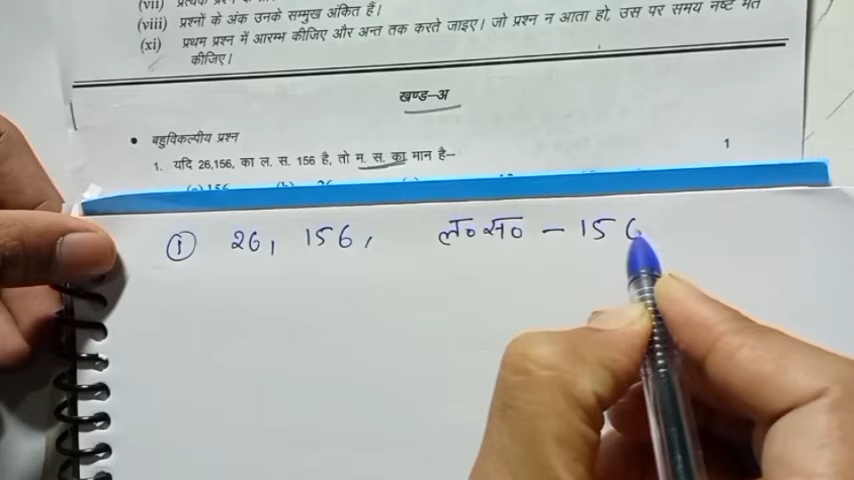 (viii) प्रश्नों के अंक उनके सम्मुख अंकित हैं।
(xi) प्रथम प्रश्न में आरम्भ कीजिए और अन्त तक करते जाइए। जो प्रश्न न आता हो, उस पर समय नष्ट मत
कीजिए।
खण्ड–अ
• बहुविकल्पीय प्रश्न
1. यदि 26,156, का ल. स. 156 है, तो म. स. का मान है– 1
① 26, 156, ल०स० – 156